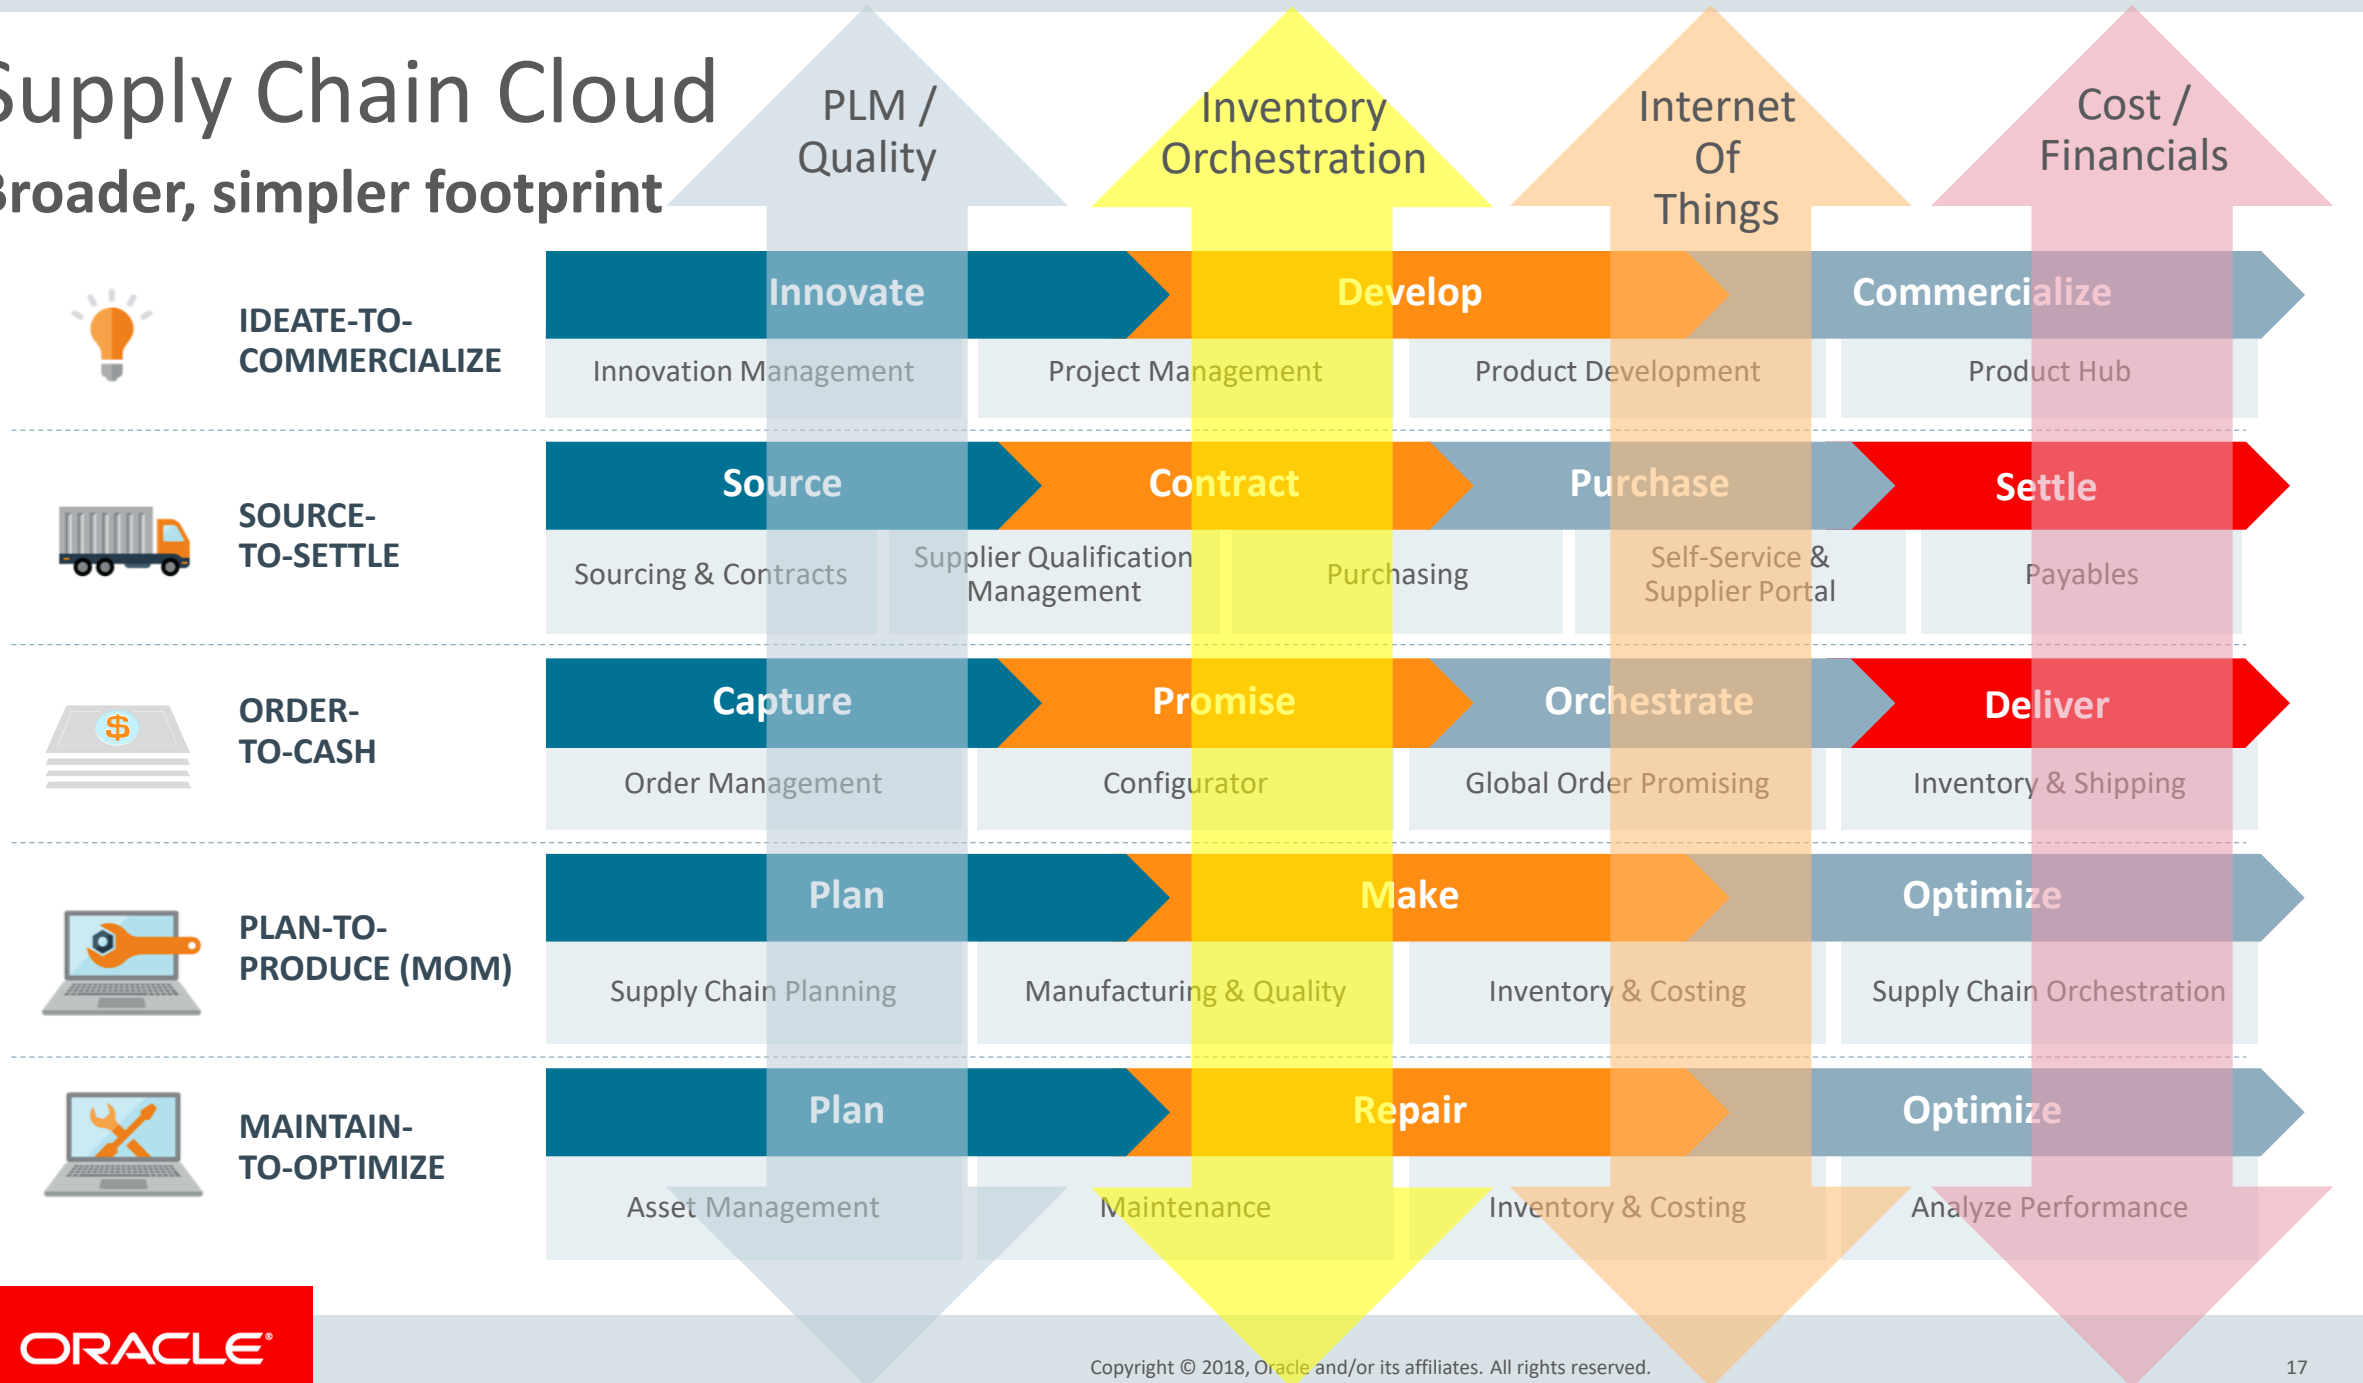 Supply Chain Cloud
Broader, simpler footprint
PLM /
Quality
Inventory
Orchestration
Internet
Of
Things
Cost /
Financials
IDEATE-TO-
COMMERCIALIZE
Innovate
Develop
Commercialize
Innovation Management
Project Management
Product Development
Product Hub
SOURCE-
TO-SETTLE
Source
Contract
Purchase
Settle
Sourcing & Contracts
Supplier Qualification
Management
Purchasing
Self-Service &
Supplier Portal
Payables
ORDER-
TO-CASH
$
Capture
Promise
Orchestrate
Deliver
Order Management
Configurator
Global Order Promising
Inventory & Shipping
PLAN-TO-
PRODUCE (MOM)
Plan
Make
Optimize
Supply Chain Planning
Manufacturing & Quality
Inventory & Costing
Supply Chain Orchestration
MAINTAIN-
TO-OPTIMIZE
Plan
Repair
Optimize
Asset Management
Maintenance
Inventory & Costing
Analyze Performance
ORACLE®
Copyright © 2018, Oracle and/or its affiliates. All rights reserved.
17